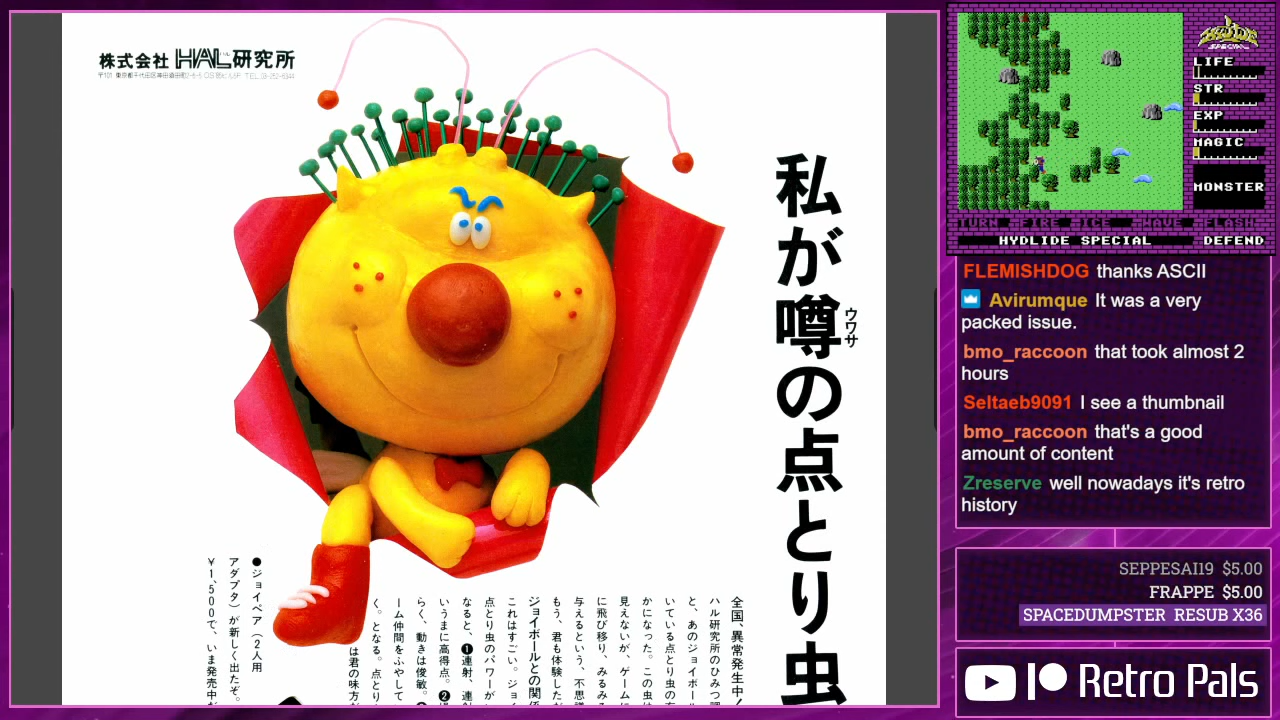 株式会社 HAL研究所
私が噂の点とり虫
ウワサ
全国、異常発生中！
ハル研究所のひみつ調
と、あのジョイボー
いている点とり虫の存
かになった。この虫は
見えないが、ゲームに
に飛び移り、みるみ
与えるという、不思議
もう、君も体験した
ジョイボールとの関係
これはすごい。ジョイ
点とり虫のパワーが
なると、❶連射、連射
いうまに高得点。❷
らく、動きは俊敏。
ーム仲間をふやして
は君の味方だ
く。となる。点とり
●ジョイペア（2人用
アダプタ）が新しく出たぞ。
￥1,500で、いま発売中だ
HYDLIDE
SPECIAL
LIFE
STR
EXP
MAGIC
MONSTER
TURN FIRE ICE WAVE FLASH
HYDLIDE SPECIAL DEFEND
FLEMISHDOG thanks ASCII
Avirumque It was a very
packed issue.
bmo_raccoon that took almost 2
hours
Seltaeb9091 I see a thumbnail
bmo_raccoon that's a good
amount of content
Zreserve well nowadays it's retro
history
SEPPESAI19 $5.00
FRAPPE $5.00
SPACEDUMPSTER RESUB X36
Retro Pals